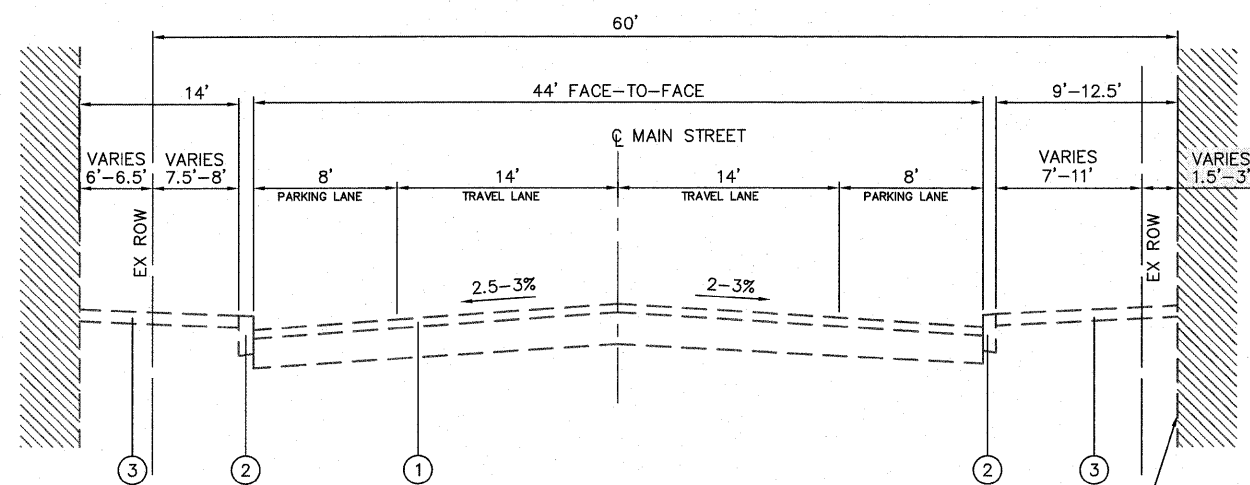 60'
14'
44' FACE-TO-FACE
9'-12.5'
℄ MAIN STREET
VARIES
6'-6.5'
VARIES
7.5'-8'
8'
PARKING LANE
14'
TRAVEL LANE
14'
TRAVEL LANE
8'
PARKING LANE
VARIES
7'-11'
VARIES
1.5'-3'
EX ROW
EX ROW
2.5-3%
2-3%
3
2
1
2
3